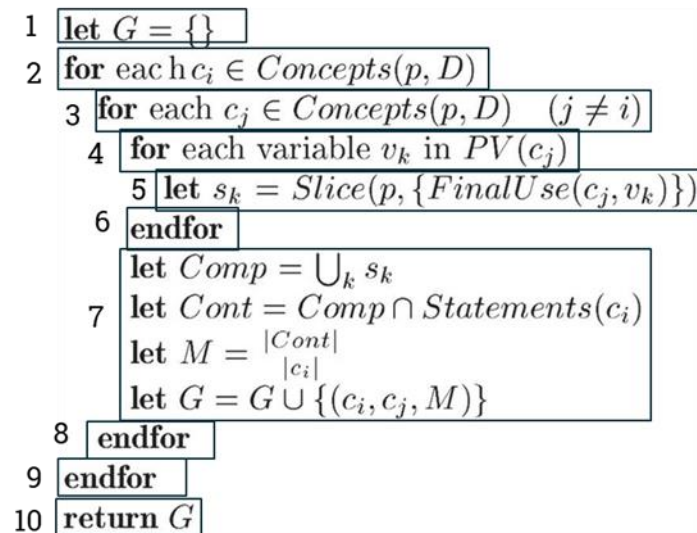 1 let G = {}
2 for each c_i ∈ Concepts(p, D)
3 for each c_j ∈ Concepts(p, D) (j ≠ i)
4 for each variable v_k in PV(c_j)
5 let s_k = Slice(p, {FinalUse(c_j, v_k)})
6 endfor
let Comp = ⋃_k s_k
7 let Cont = Comp ∩ Statements(c_i)
let M = |Cont| / |c_i|
let G = G ∪ {(c_i, c_j, M)}
8 endfor
9 endfor
10 return G